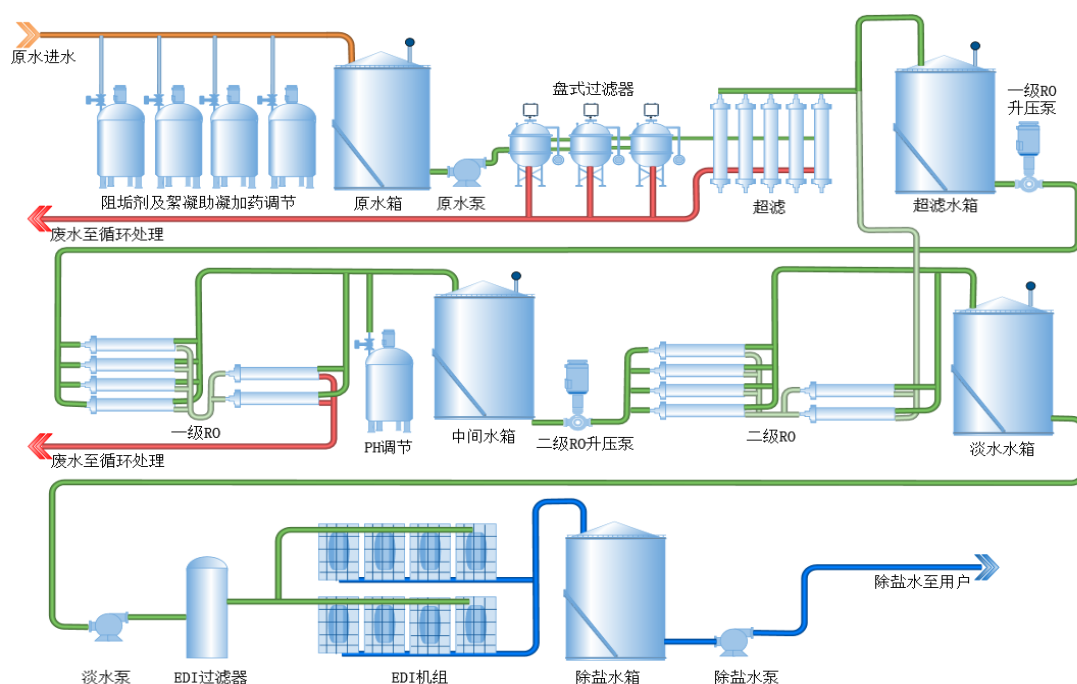 原水进水
阻垢剂及絮凝助凝加药调节
原水箱
原水泵
盘式过滤器
超滤
超滤水箱
一级RO
升压泵
废水至循环处理
一级RO
PH调节
中间水箱
二级RO升压泵
二级RO
淡水水箱
废水至循环处理
淡水泵
EDI过滤器
EDI机组
除盐水箱
除盐水泵
除盐水至用户